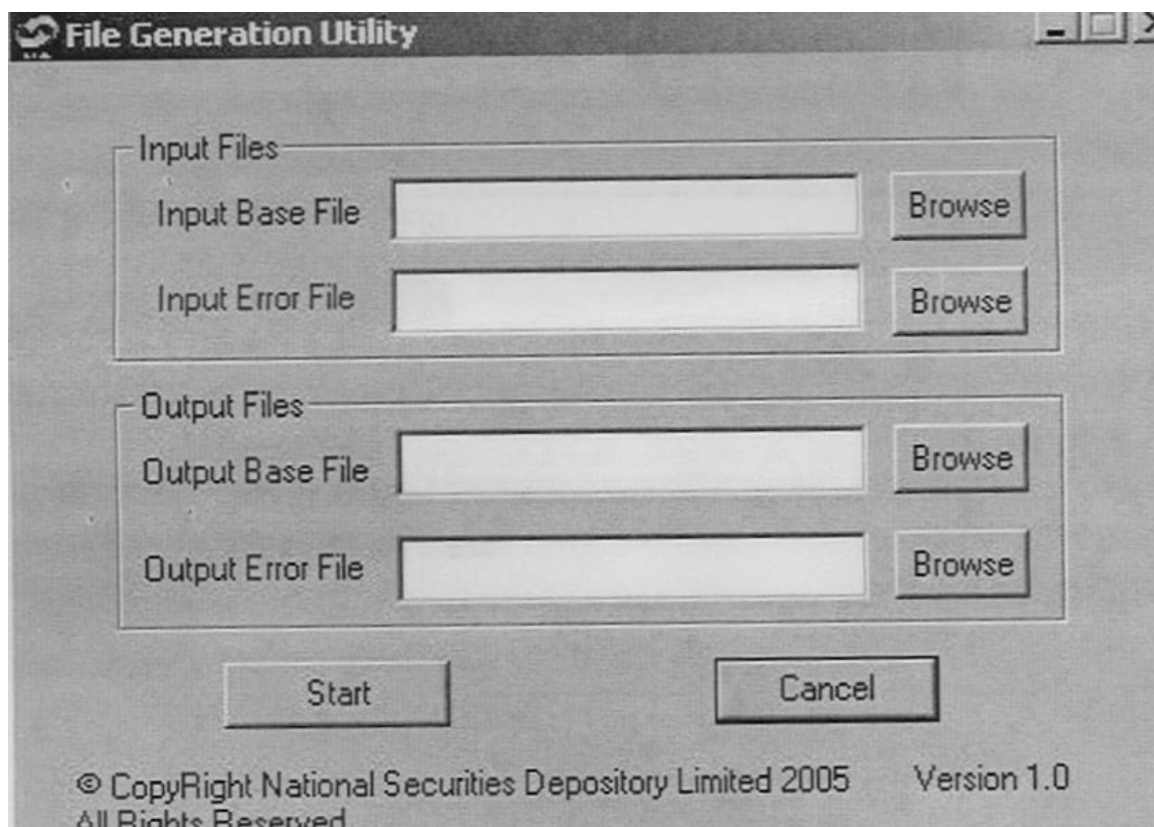 File Generation Utility
Input Files
Input Base File
Browse
Input Error File
Browse
Output Files
Output Base File
Browse
Output Error File
Browse
Start
Cancel
© CopyRight National Securities Depository Limited 2005 Version 1.0
All Rights Reserved